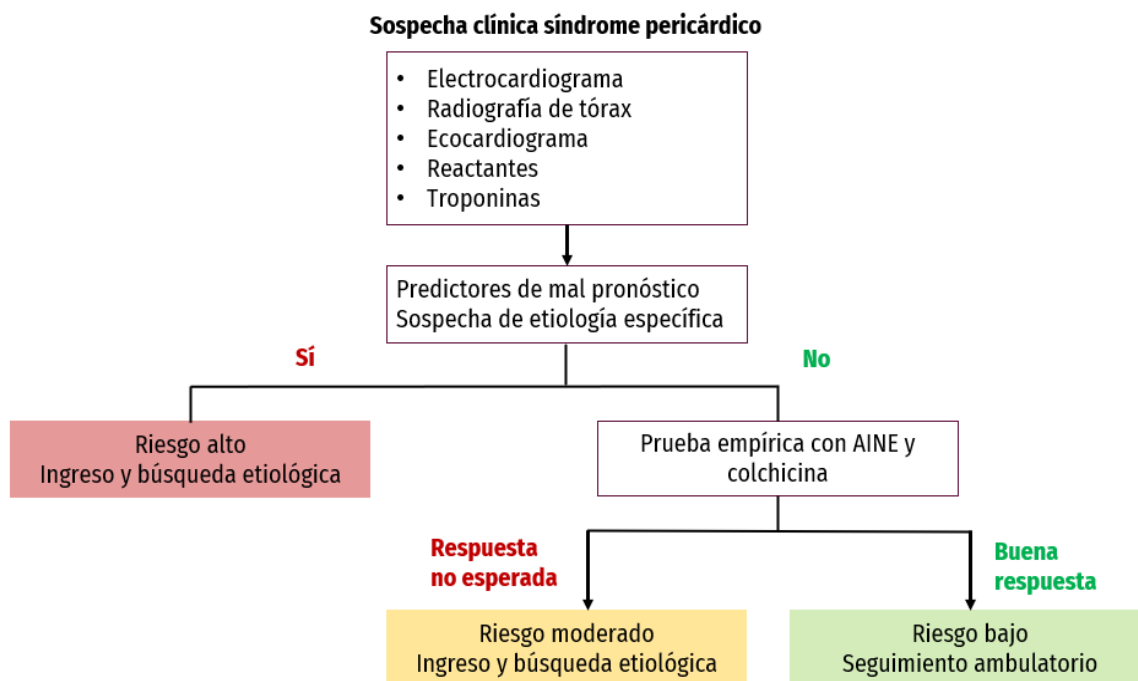 Sospecha clínica síndrome pericárdico
• Electrocardiograma
• Radiografía de tórax
• Ecocardiograma
• Reactantes
• Troponinas
Predictores de mal pronóstico
Sospecha de etiología específica
Sí
No
Riesgo alto
Ingreso y búsqueda etiológica
Prueba empírica con AINE y
colchicina
Respuesta
no esperada
Buena
respuesta
Riesgo moderado
Ingreso y búsqueda etiológica
Riesgo bajo
Seguimiento ambulatorio